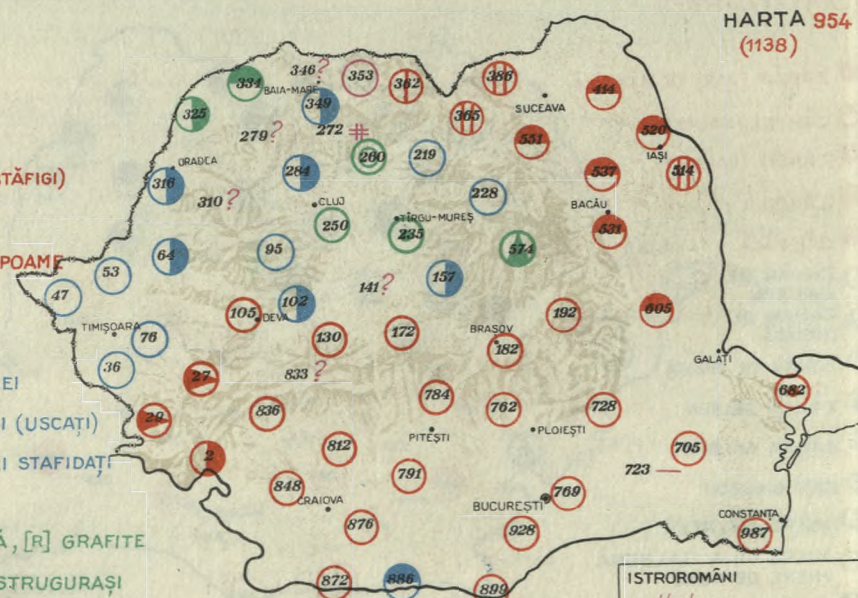 HARTA 954
(1138)
TĂFIGI)
POAME
EI
I (USCAȚI)
I STAFIDAȚI
Ă, [R] GRAFITE
STRUGURAȘI
346 ?
353
362
386
334
BAIA-MARE
349
SUCEAVA
414
325
279 ?
272
365
551
520
IAȘI
ORADEA
260
219
316
284
537
514
310 ?
CLUJ
228
BACĂU
TÎRGU-MUREȘ
250
235
574
531
64
95
53
141 ?
157
47
102
105
DEVA
192
605
TIMIȘOARA
76
130
172
BRAȘOV
182
GALAȚI
36
27
833 ?
682
784
762
728
29
836
PITEȘTI
PLOIEȘTI
812
705
2
791
723 —
848
CRAIOVA
BUCUREȘTI
769
876
928
CONSTANȚA
987
872
886
899
ISTROROMÂNI